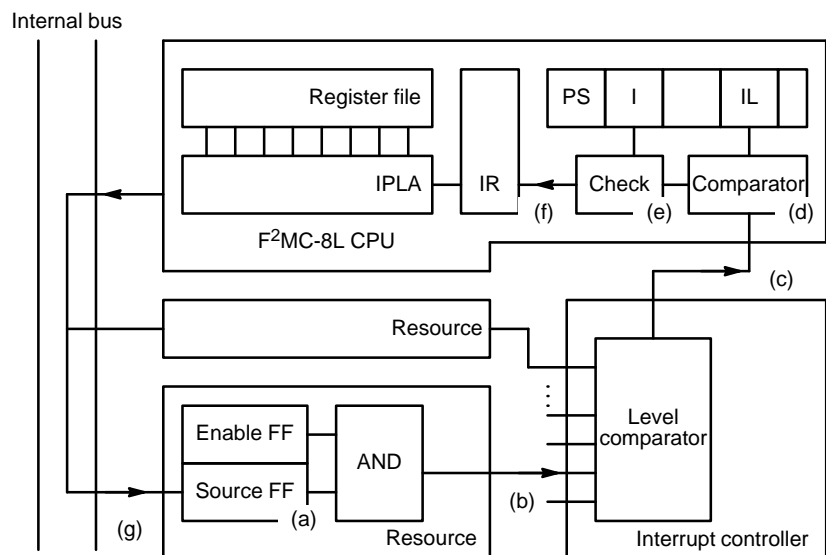 Internal bus
Register file
PS I IL
IPLA
IR
Check
Comparator
(f)
(e)
(d)
F²MC-8L CPU
(c)
Resource
Level
comparator
Enable FF
AND
Source FF
(a)
(b)
(g)
Resource
Interrupt controller